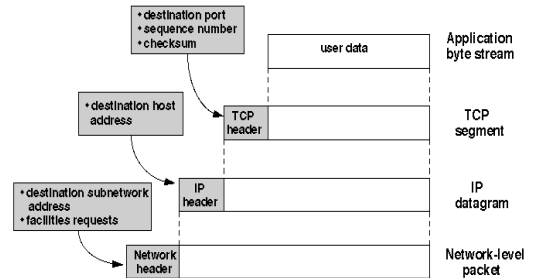 • destination port
• sequence number
• checksum
user data
Application
byte stream
• destination host
address
TCP
header
TCP
segment
• destination subnetwork
address
• facilities requests
IP
header
IP
datagram
Network
header
Network-level
packet